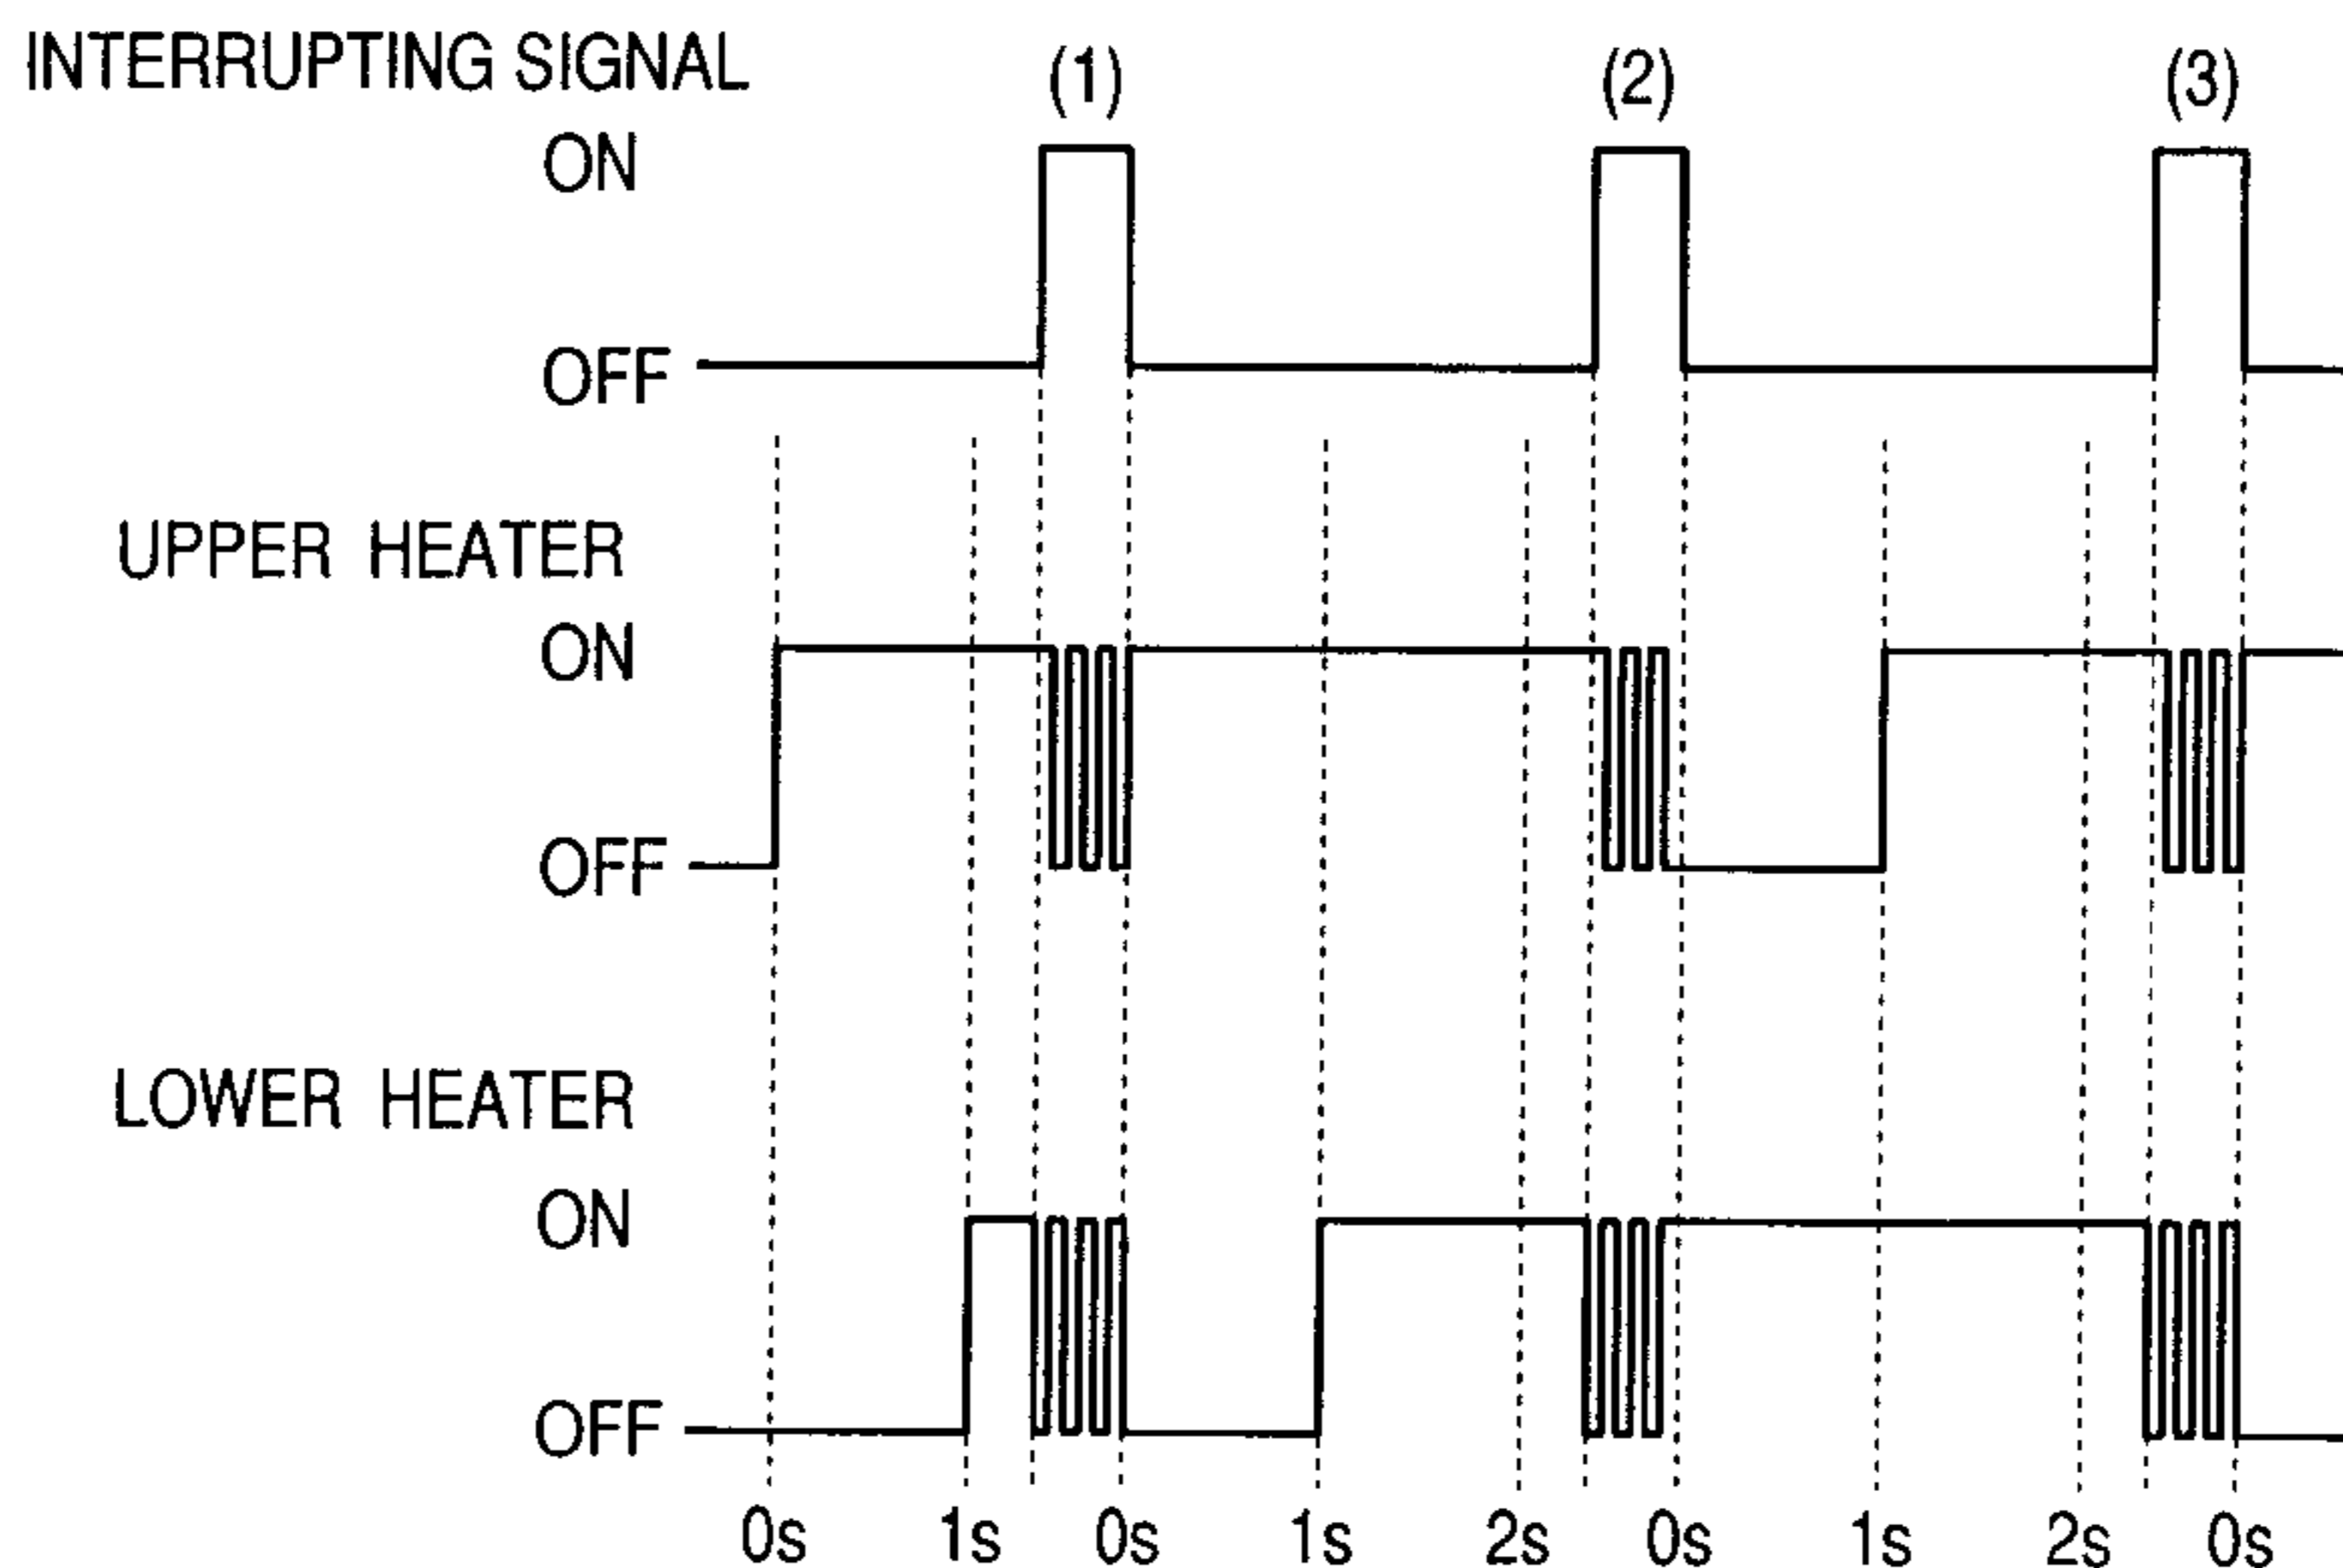 INTERRUPTING SIGNAL (1) (2) (3)
ON
OFF
UPPER HEATER
ON
OFF
LOWER HEATER
ON
OFF
0s 1s 0s 1s 2s 0s 1s 2s 0s